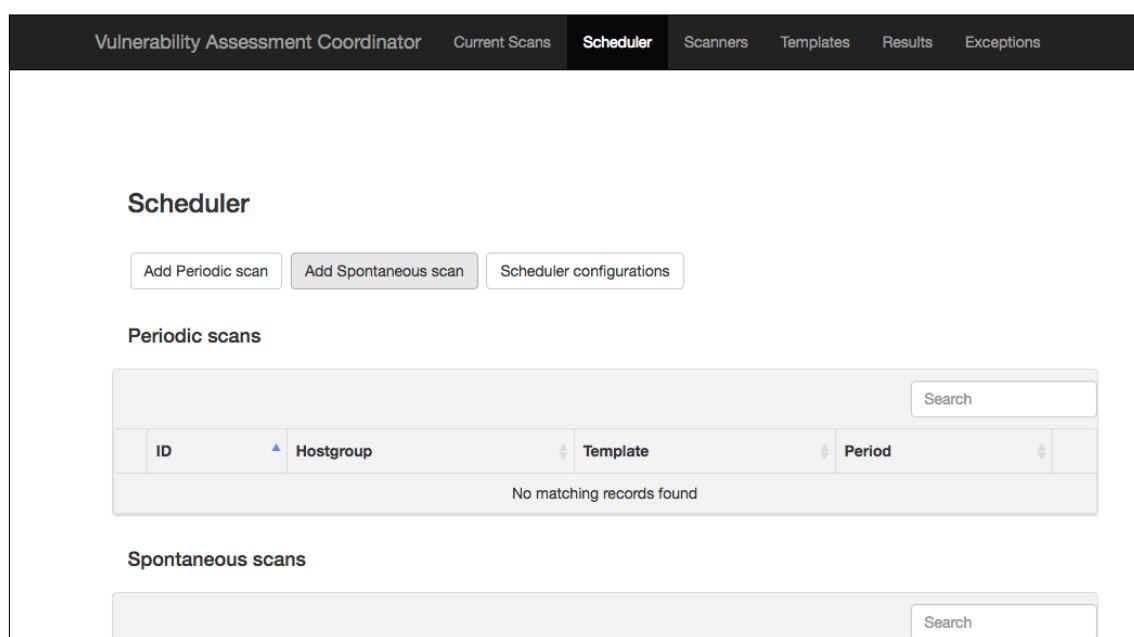 Vulnerability Assessment Coordinator Current Scans Scheduler Scanners Templates Results Exceptions
Scheduler
Add Periodic scan Add Spontaneous scan Scheduler configurations
Periodic scans
Search
ID Hostgroup Template Period
No matching records found
Spontaneous scans
Search